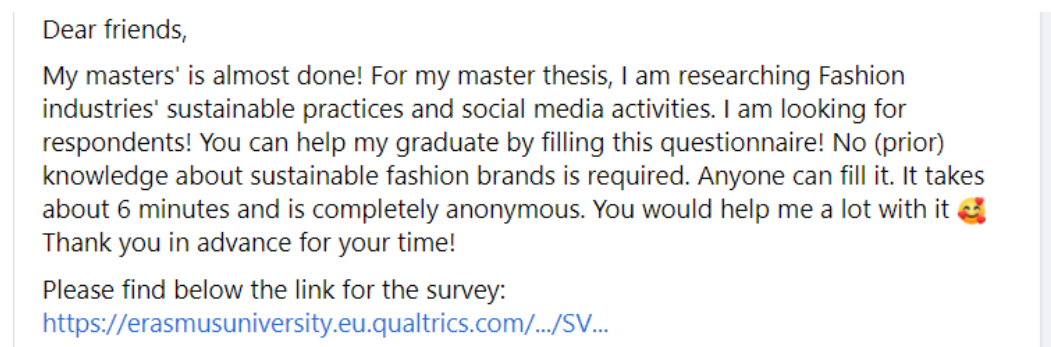 Dear friends,
My masters' is almost done! For my master thesis, I am researching Fashion
industries' sustainable practices and social media activities. I am looking for
respondents! You can help my graduate by filling this questionnaire! No (prior)
knowledge about sustainable fashion brands is required. Anyone can fill it. It takes
about 6 minutes and is completely anonymous. You would help me a lot with it 🥰
Thank you in advance for your time!
Please find below the link for the survey:
https://erasmusuniversity.eu.qualtrics.com/.../SV...